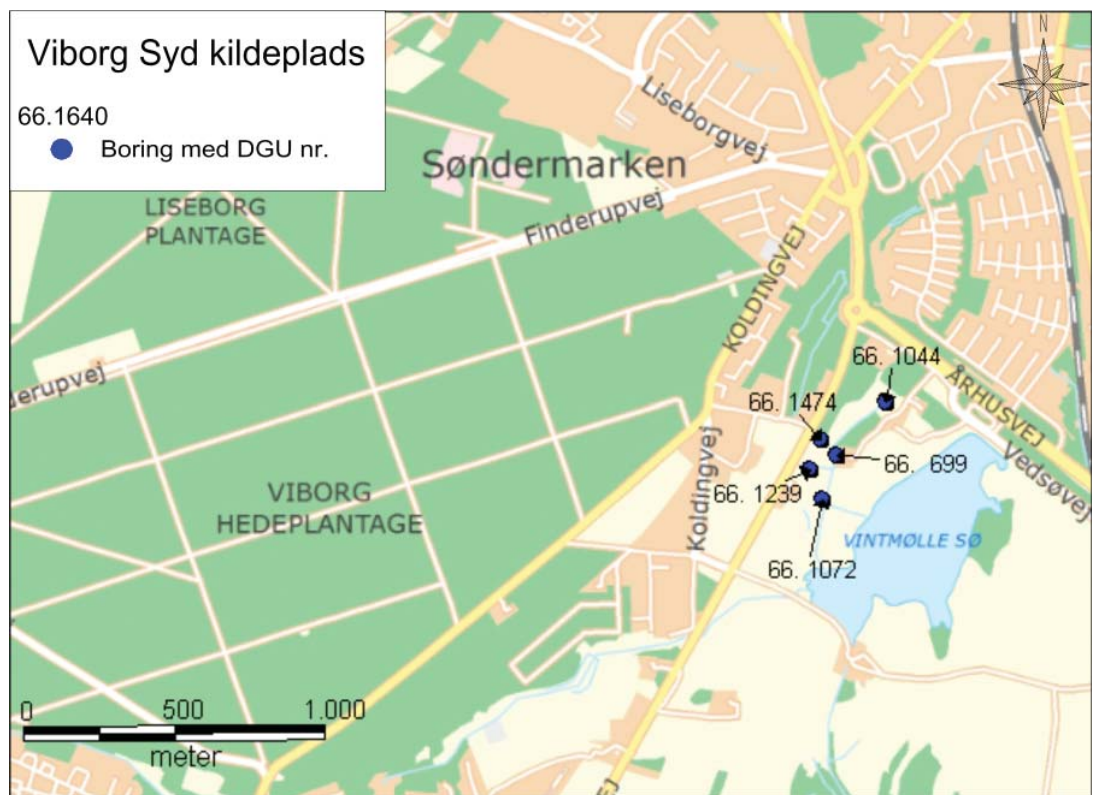 Viborg Syd kildeplads
66.1640
Boring med DGU nr.
N
Liseborgvej
Søndermarken
LISEBORG
PLANTAGE
Finderupvej
KOLDINGVEJ
derupvej
66. 1044
ÅRHUSVEJ
66. 1474
66. 699
Vedsøvej
66. 1239
VIBORG
HEDEPLANTAGE
Koldingvej
VINTMØLLE SØ
66. 1072
0 500 1.000
meter
EJ